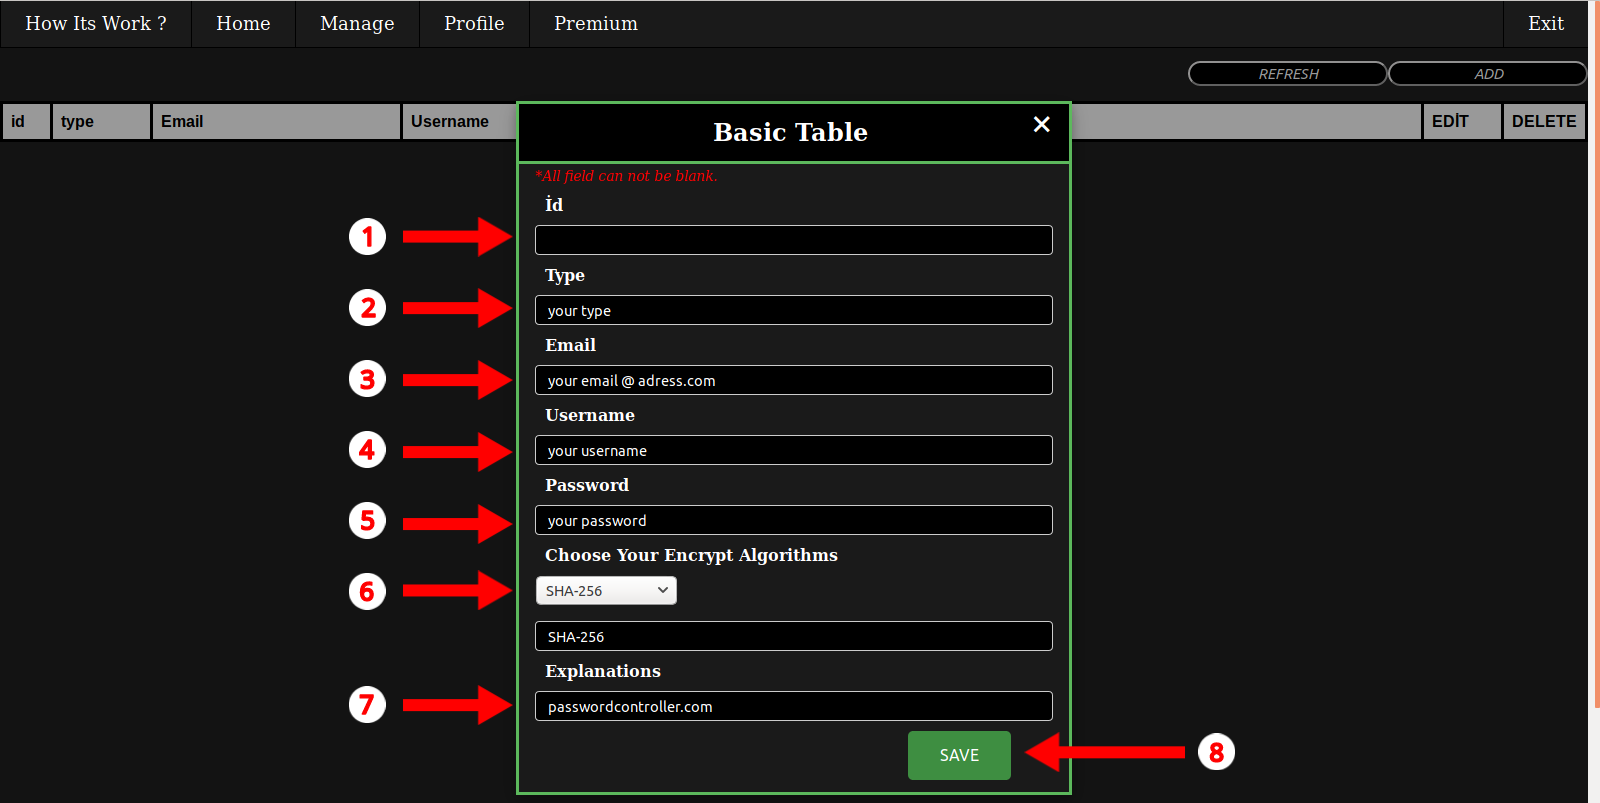 How Its Work ? Home Manage Profile Premium Exit
REFRESH ADD
id type Email Username EDİT DELETE
Basic Table ×
*All field can not be blank.
İd
1
Type
2 your type
Email
3 your email @ adress.com
Username
4 your username
Password
5 your password
Choose Your Encrypt Algorithms
6 SHA-256
SHA-256
Explanations
7 passwordcontroller.com
SAVE 8